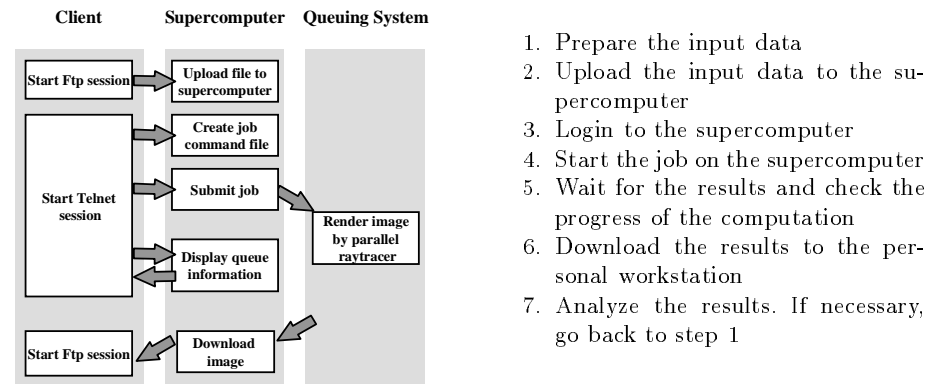 Client Supercomputer Queuing System
Start Ftp session
Upload file to
supercomputer
Create job
command file
Start Telnet
session
Submit job
Render image
by parallel
raytracer
Display queue
information
Start Ftp session
Download
image
1. Prepare the input data
2. Upload the input data to the su-
percomputer
3. Login to the supercomputer
4. Start the job on the supercomputer
5. Wait for the results and check the
progress of the computation
6. Download the results to the per-
sonal workstation
7. Analyze the results. If necessary,
go back to step 1